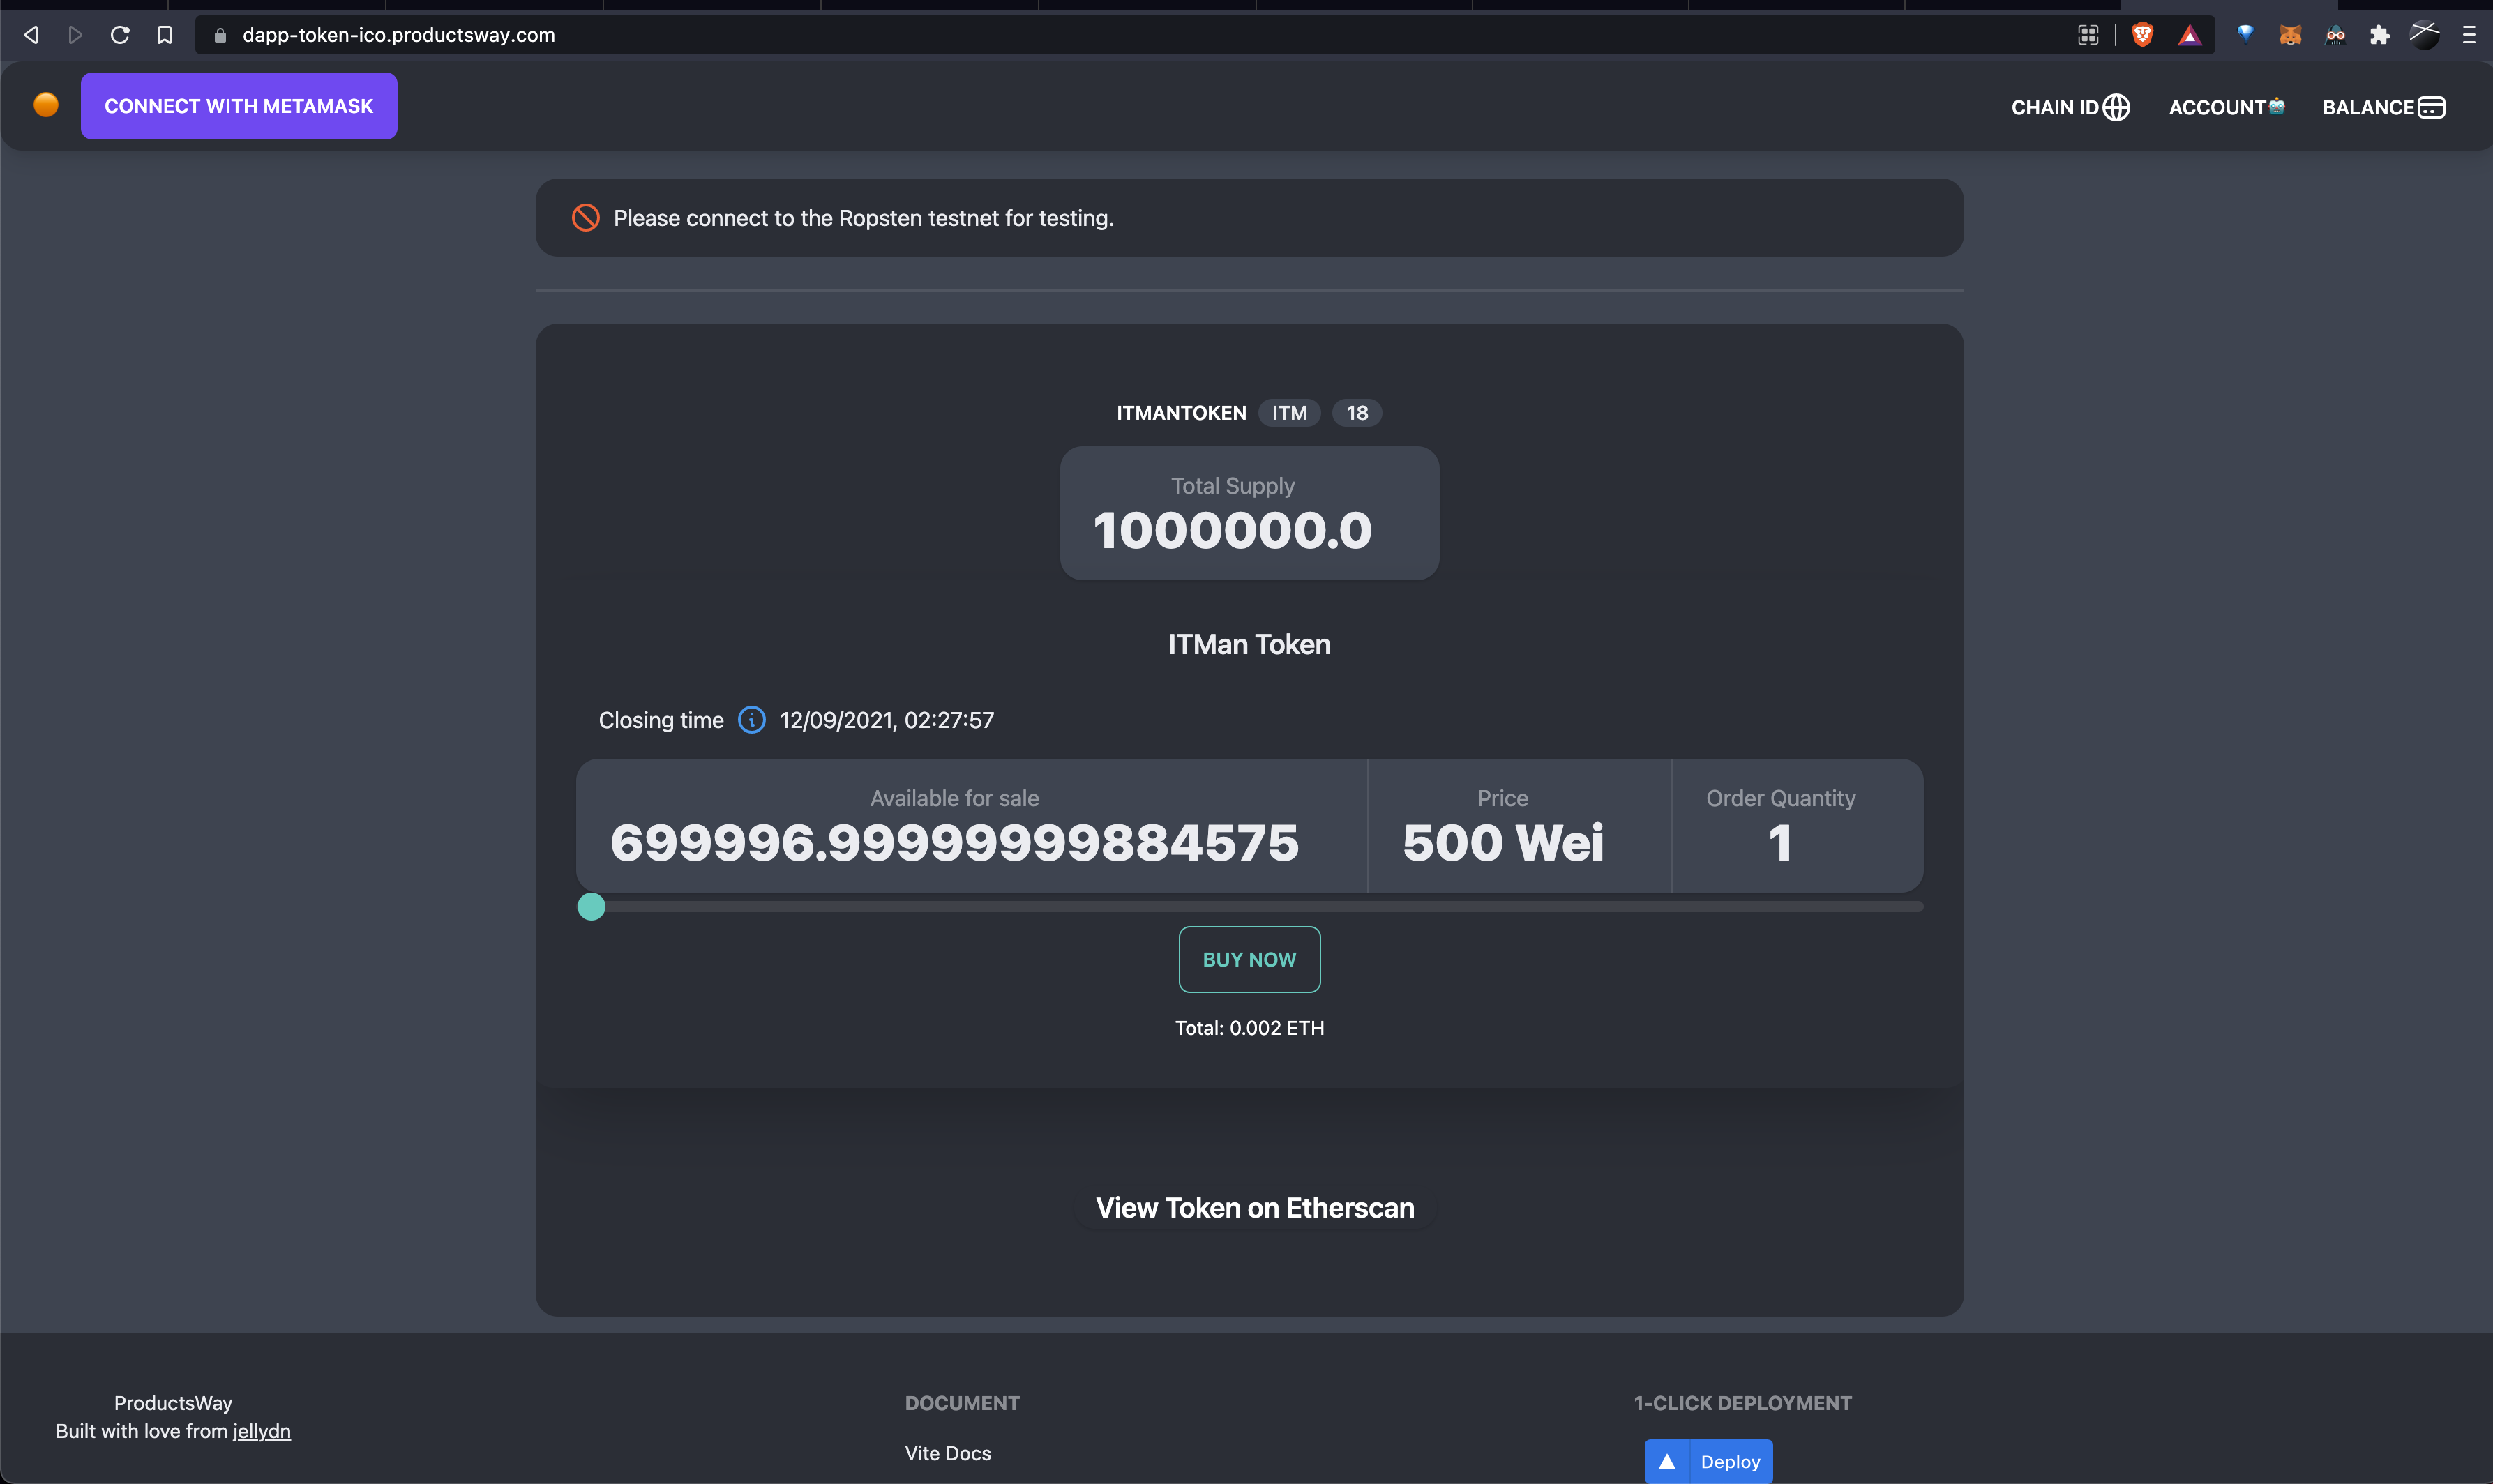 dapp-token-ico.productsway.com
CONNECT WITH METAMASK
CHAIN ID
ACCOUNT
BALANCE
Please connect to the Ropsten testnet for testing.
ITMANTOKEN ITM 18
Total Supply
1000000.0
ITMan Token
Closing time 12/09/2021, 02:27:57
Available for sale
699996.99999999884575
Price
500 Wei
Order Quantity
1
BUY NOW
Total: 0.002 ETH
View Token on Etherscan
ProductsWay
Built with love from jellydn
DOCUMENT
Vite Docs
1-CLICK DEPLOYMENT
Deploy